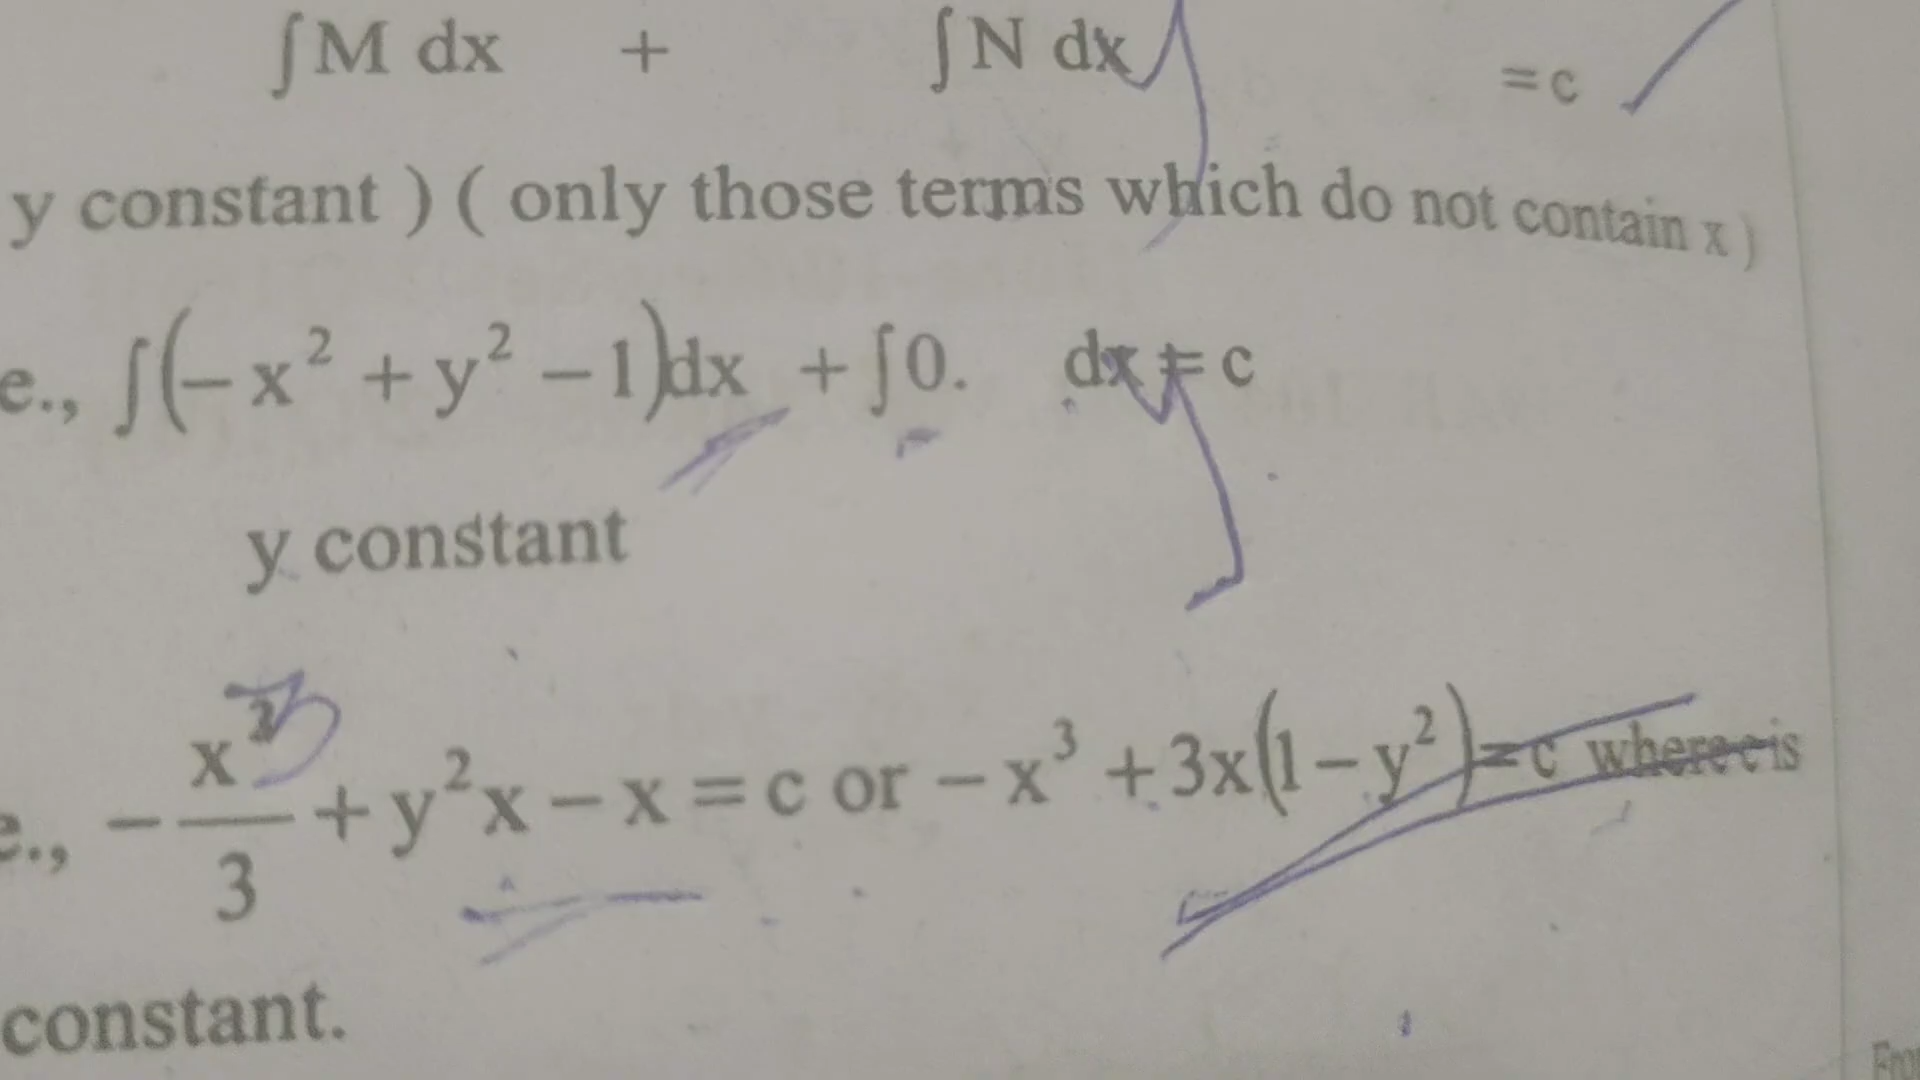 ∫M dx + ∫N dx = c
y constant ) ( only those terms which do not contain x )
e., ∫(−x² + y² −1)dx + ∫0. dx = c
y constant
e., −x³/3 + y²x − x = c or −x³ + 3x(1−y²) = c where c is
constant.